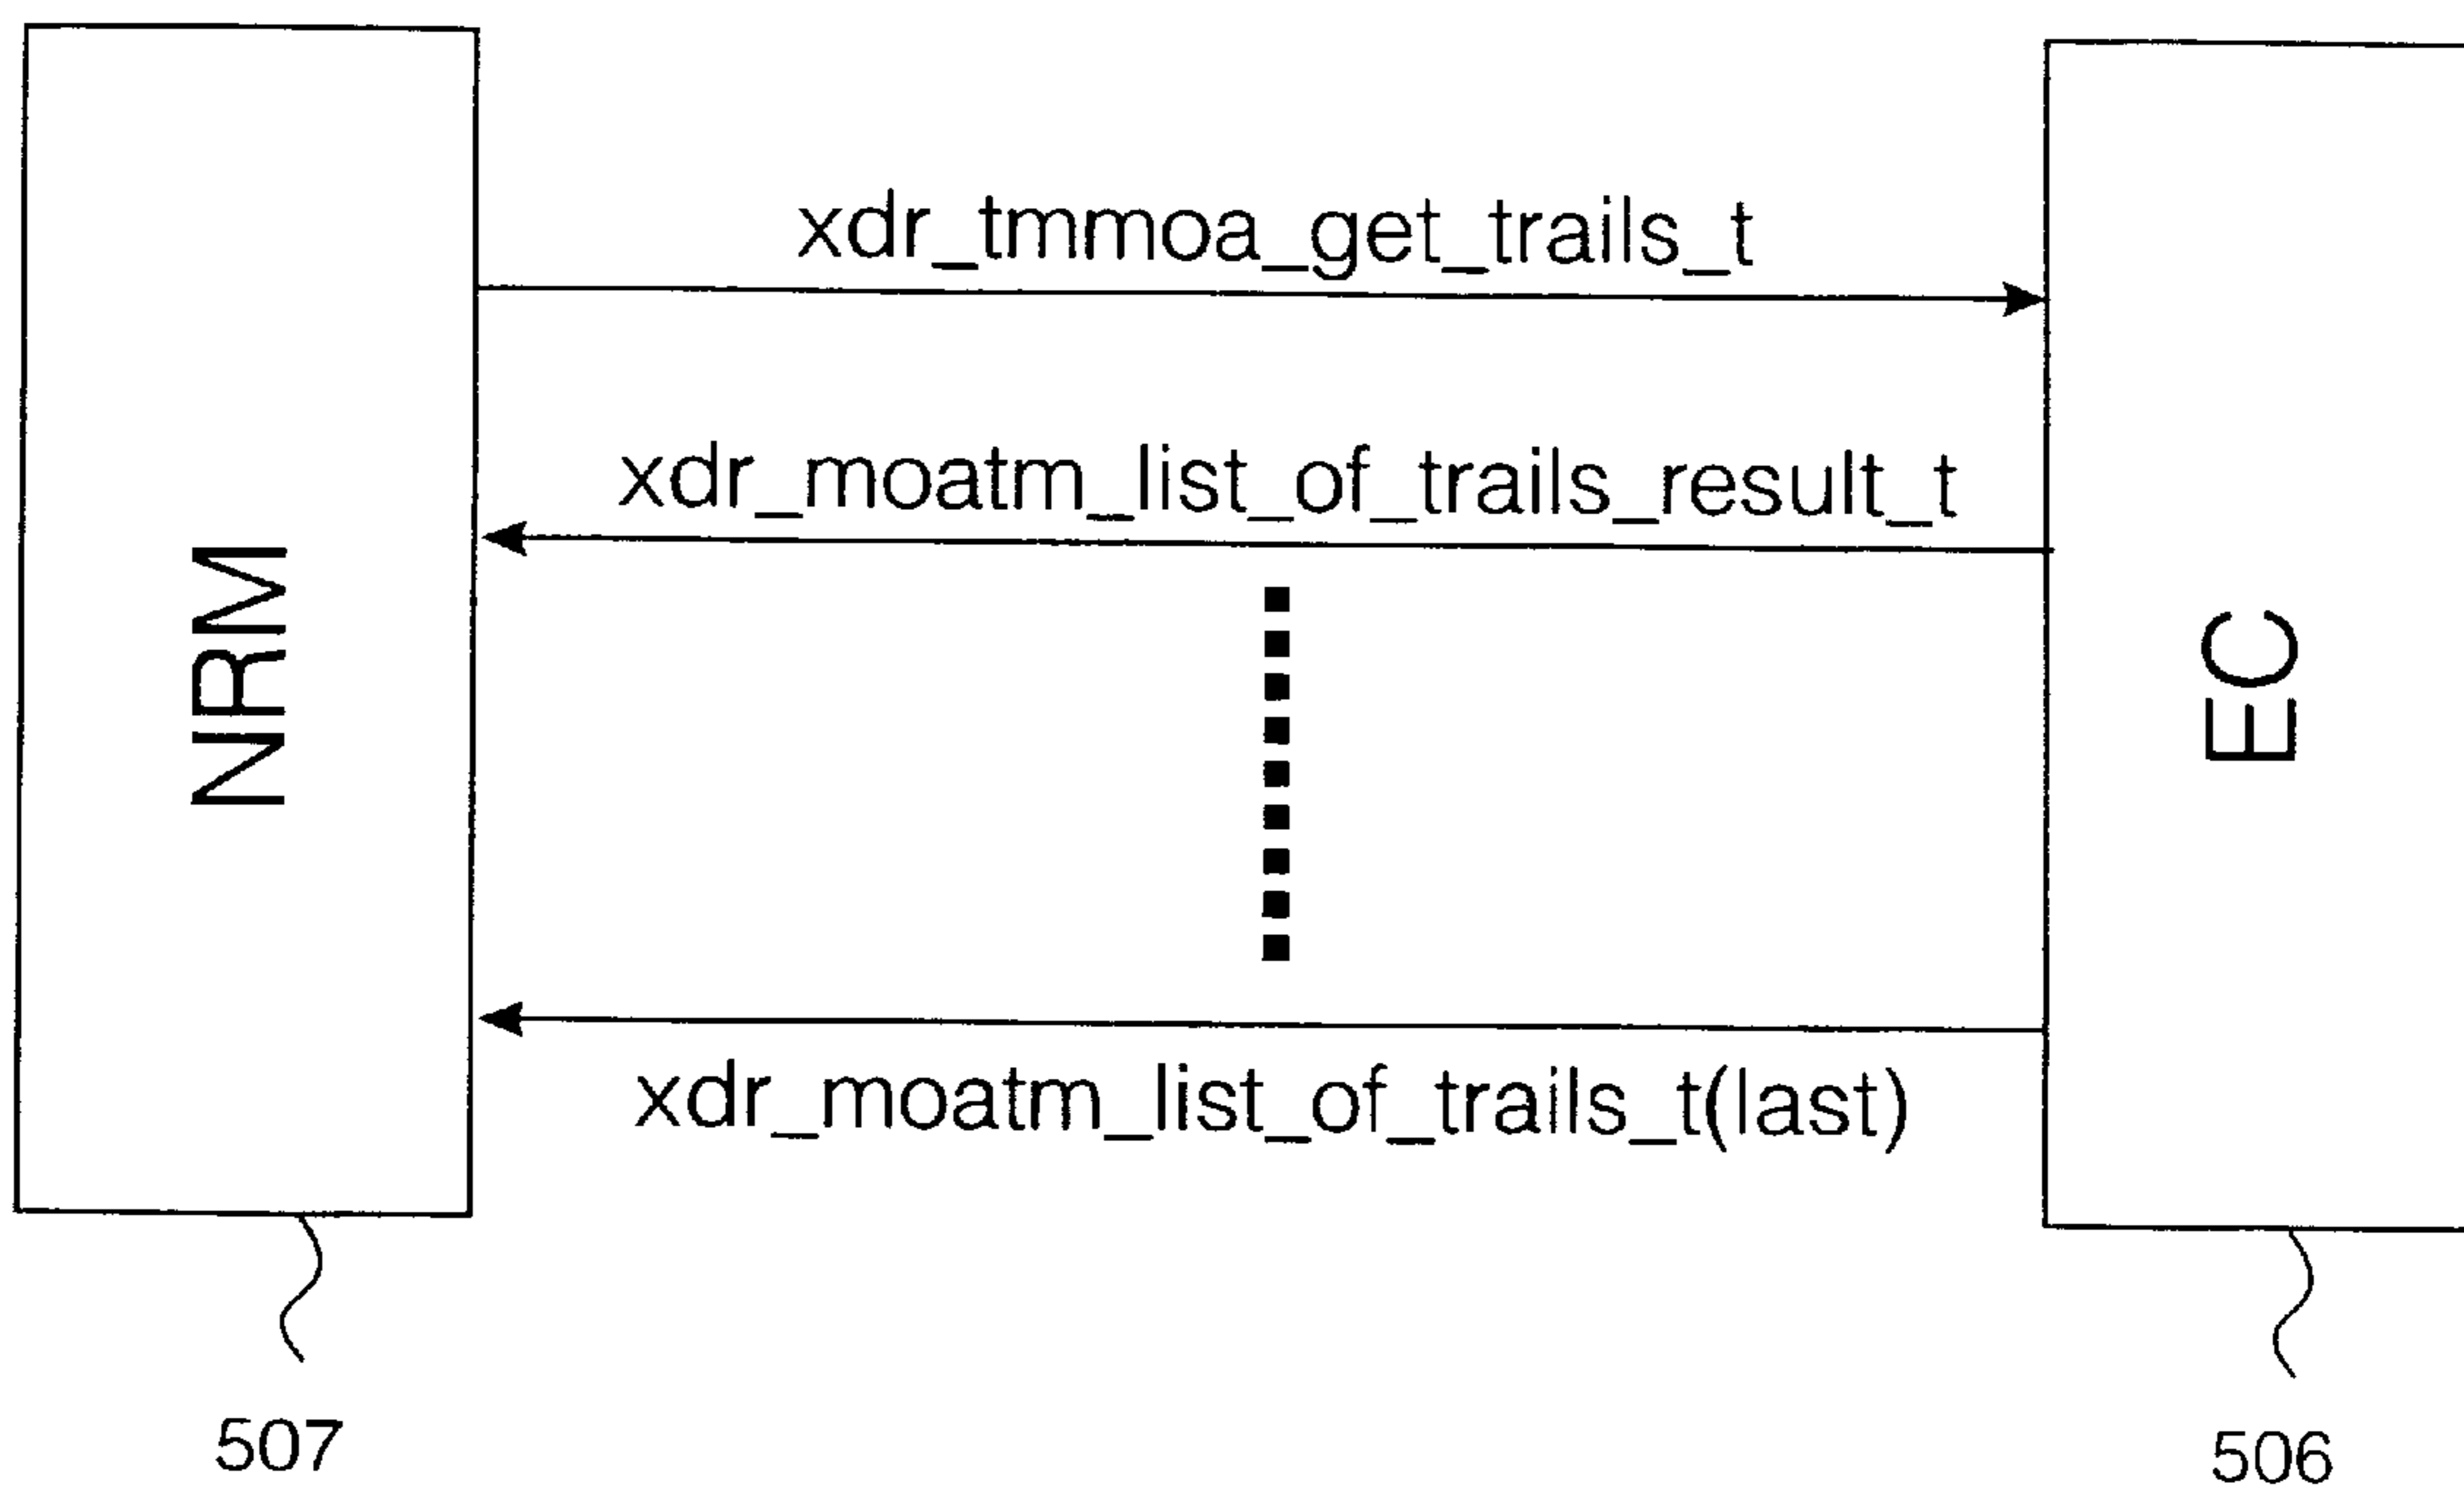 xdr_tmmoa_get_trails_t
xdr_moatm_list_of_trails_result_t
NRM
EC
xdr_moatm_list_of_trails_t(last)
507
506